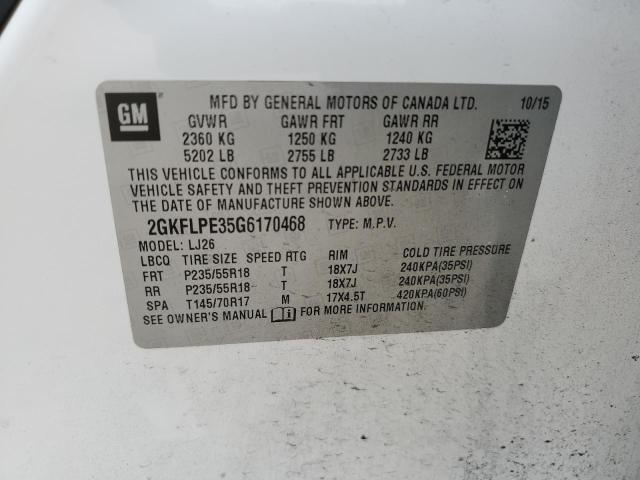 GM
MFD BY GENERAL MOTORS OF CANADA LTD. 10/15
GVWR GAWR FRT GAWR RR
2360 KG 1250 KG 1240 KG
5202 LB 2755 LB 2733 LB
THIS VEHICLE CONFORMS TO ALL APPLICABLE U.S. FEDERAL MOTOR
VEHICLE SAFETY AND THEFT PREVENTION STANDARDS IN EFFECT ON
THE DATE OF MANUFACTURE SHOWN ABOVE.
2GKFLPE35G6170468 TYPE: M.P.V.
MODEL: LJ26
LBCQ TIRE SIZE SPEED RTG RIM COLD TIRE PRESSURE
FRT P235/55R18 T 18X7J 240KPA(35PSI)
RR P235/55R18 T 18X7J 240KPA(35PSI)
SPA T145/70R17 M 17X4.5T 420KPA(60PSI)
SEE OWNER'S MANUAL FOR MORE INFORMATION.